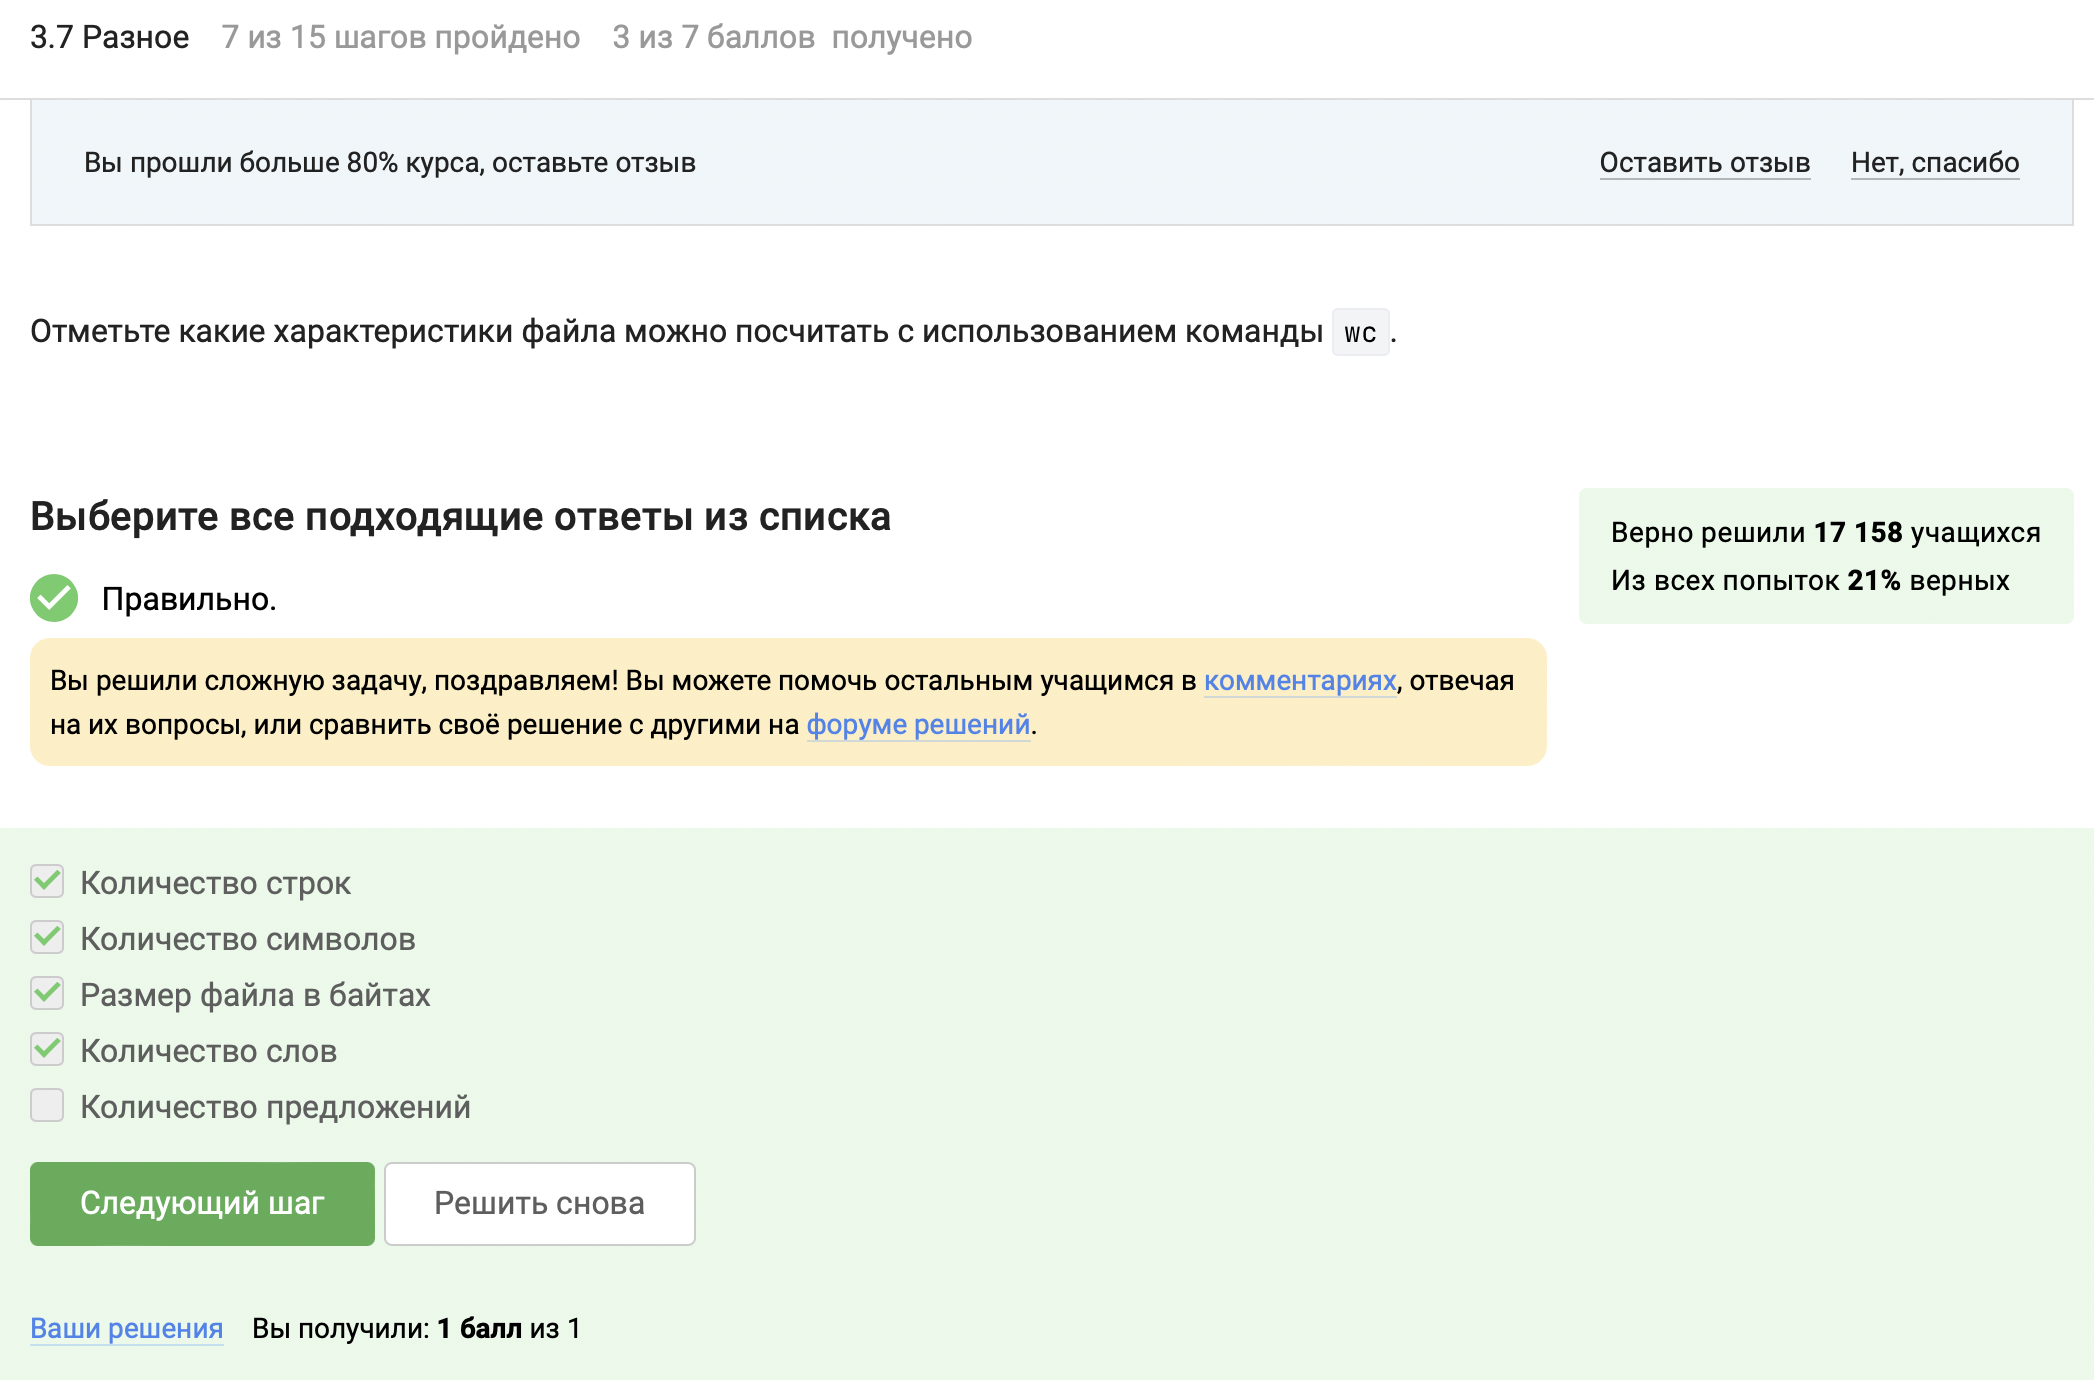 3.7 Разное 7 из 15 шагов пройдено 3 из 7 баллов получено
Вы прошли больше 80% курса, оставьте отзыв Оставить отзыв Нет, спасибо
Отметьте какие характеристики файла можно посчитать с использованием команды wc.
Выберите все подходящие ответы из списка
Верно решили 17 158 учащихся
Из всех попыток 21% верных
Правильно.
Вы решили сложную задачу, поздравляем! Вы можете помочь остальным учащимся в комментариях, отвечая
на их вопросы, или сравнить своё решение с другими на форуме решений.
Количество строк
Количество символов
Размер файла в байтах
Количество слов
Количество предложений
Следующий шаг Решить снова
Ваши решения Вы получили: 1 балл из 1